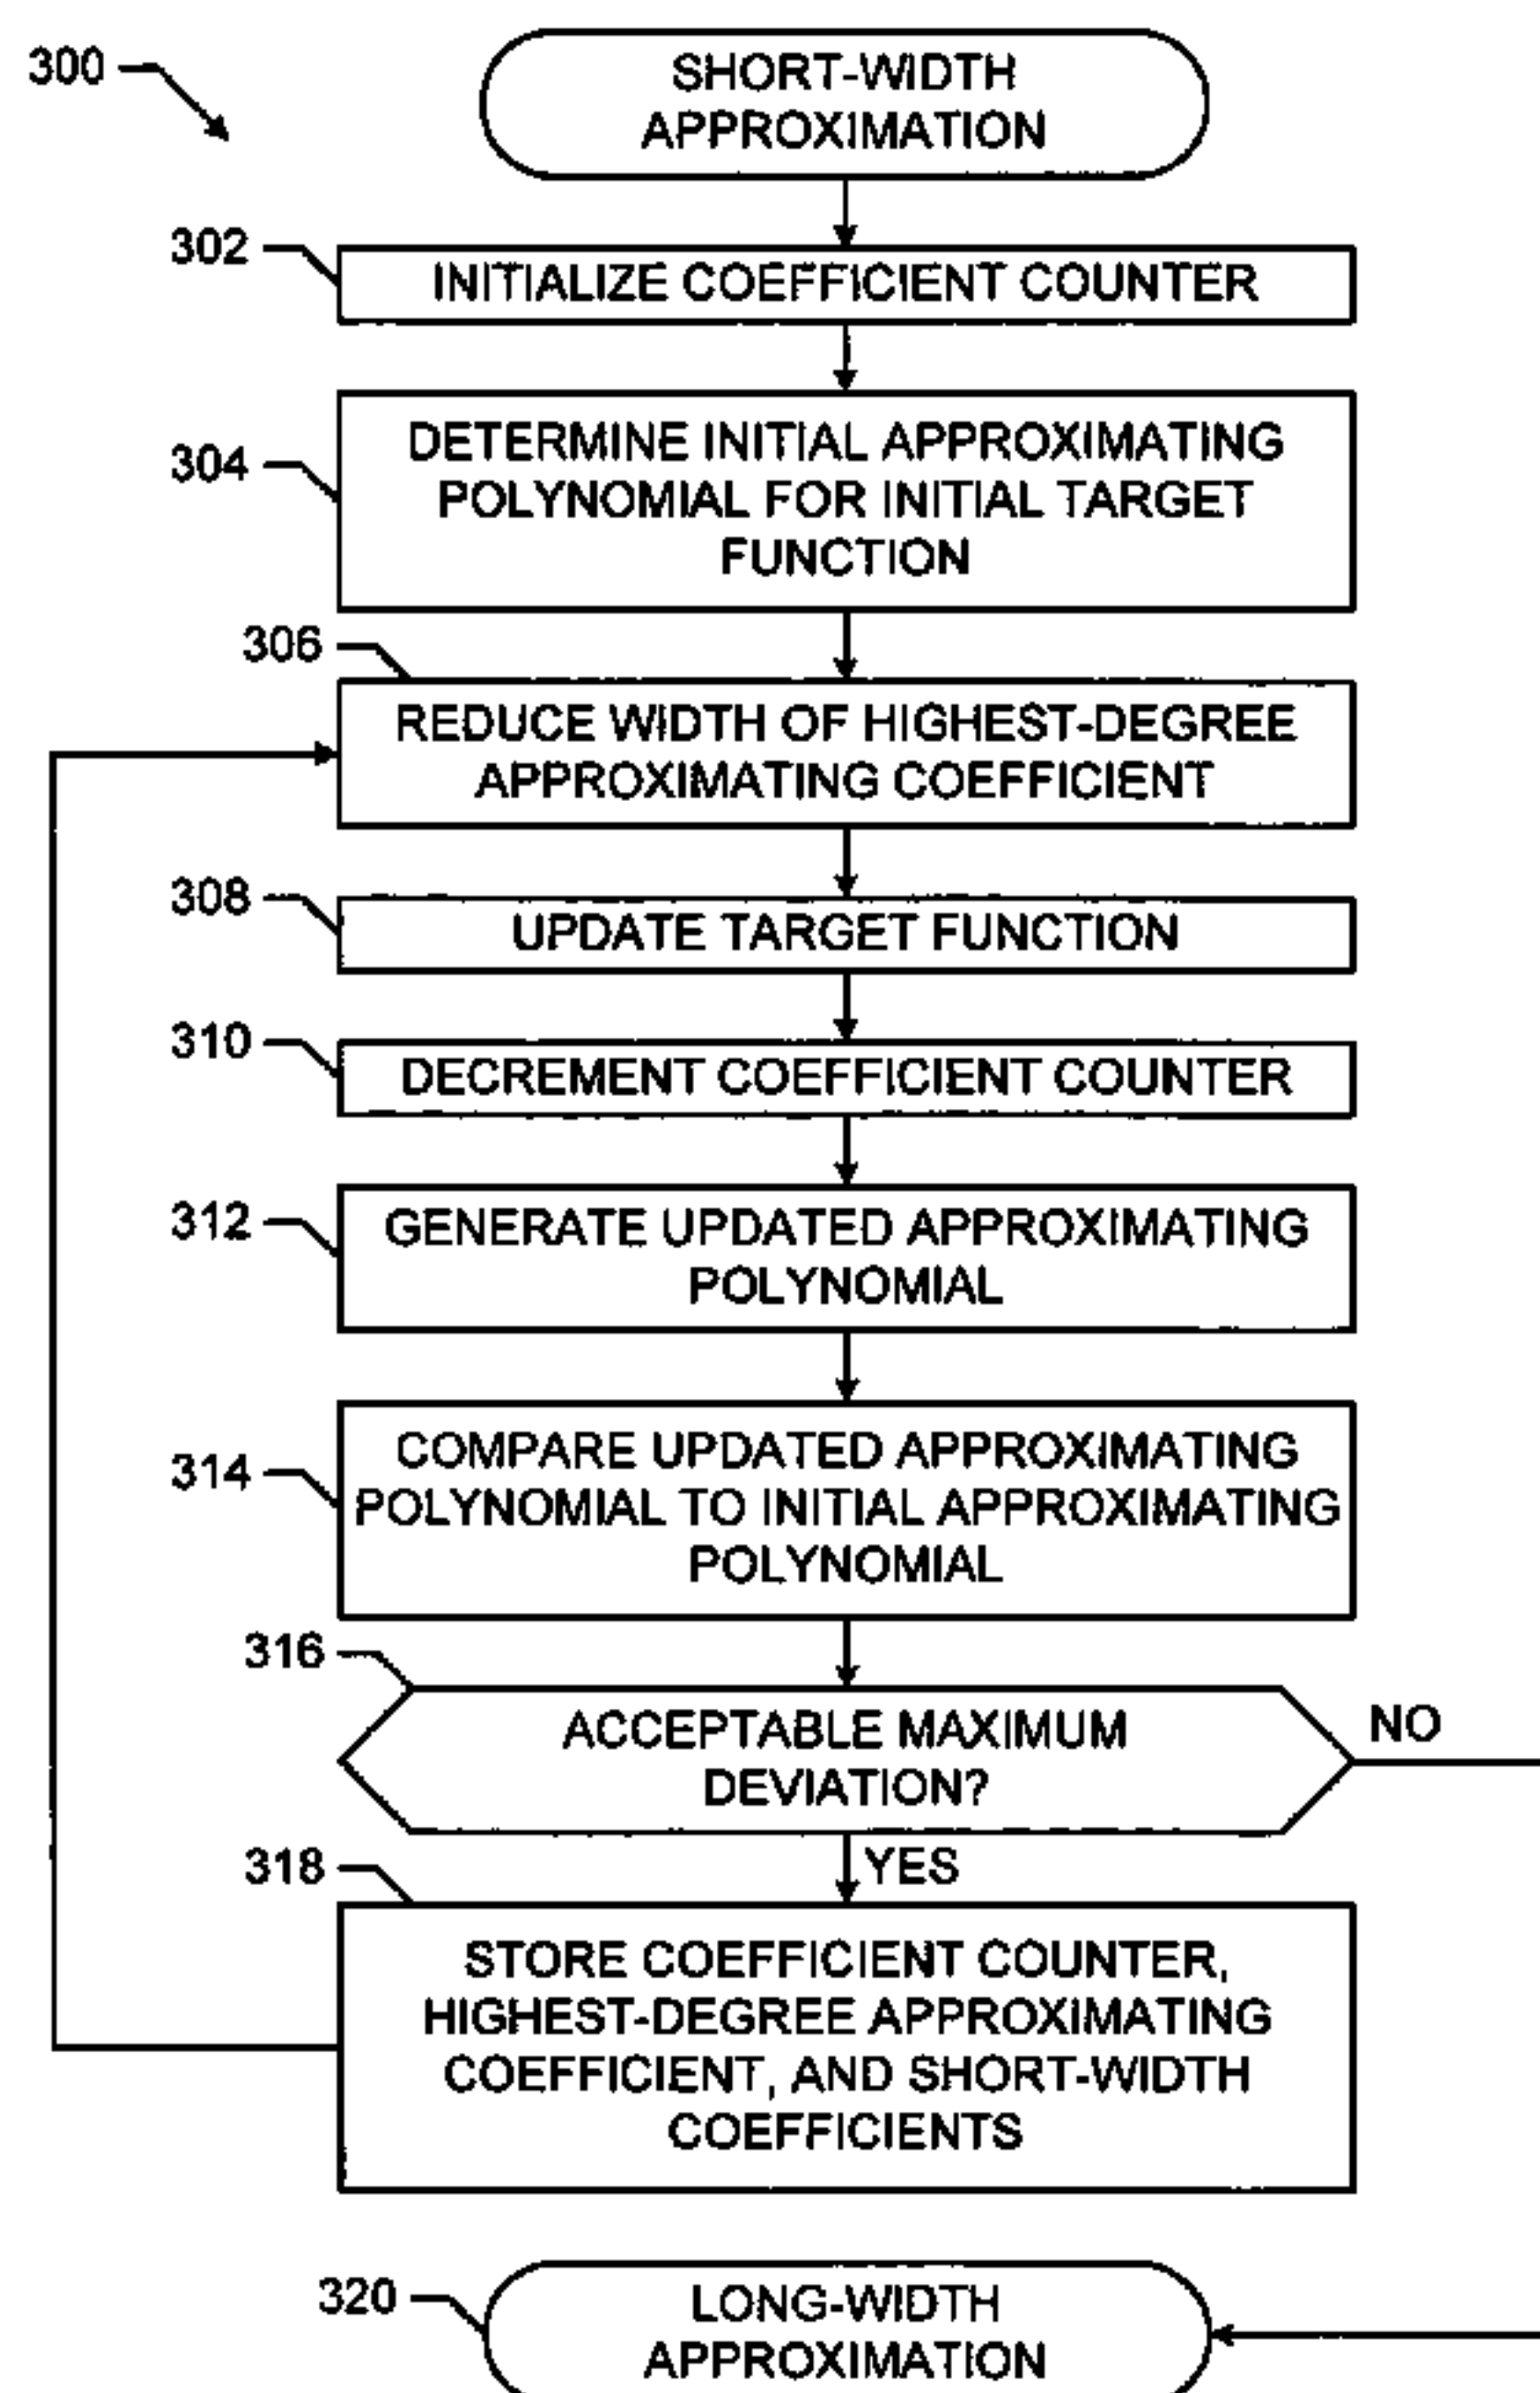 300
SHORT-WIDTH
APPROXIMATION
302
INITIALIZE COEFFICIENT COUNTER
304
DETERMINE INITIAL APPROXIMATING
POLYNOMIAL FOR INITIAL TARGET
FUNCTION
306
REDUCE WIDTH OF HIGHEST-DEGREE
APPROXIMATING COEFFICIENT
308
UPDATE TARGET FUNCTION
310
DECREMENT COEFFICIENT COUNTER
312
GENERATE UPDATED APPROXIMATING
POLYNOMIAL
314
COMPARE UPDATED APPROXIMATING
POLYNOMIAL TO INITIAL APPROXIMATING
POLYNOMIAL
316
ACCEPTABLE MAXIMUM
DEVIATION?
NO
YES
318
STORE COEFFICIENT COUNTER,
HIGHEST-DEGREE APPROXIMATING
COEFFICIENT, AND SHORT-WIDTH
COEFFICIENTS
320
LONG-WIDTH
APPROXIMATION